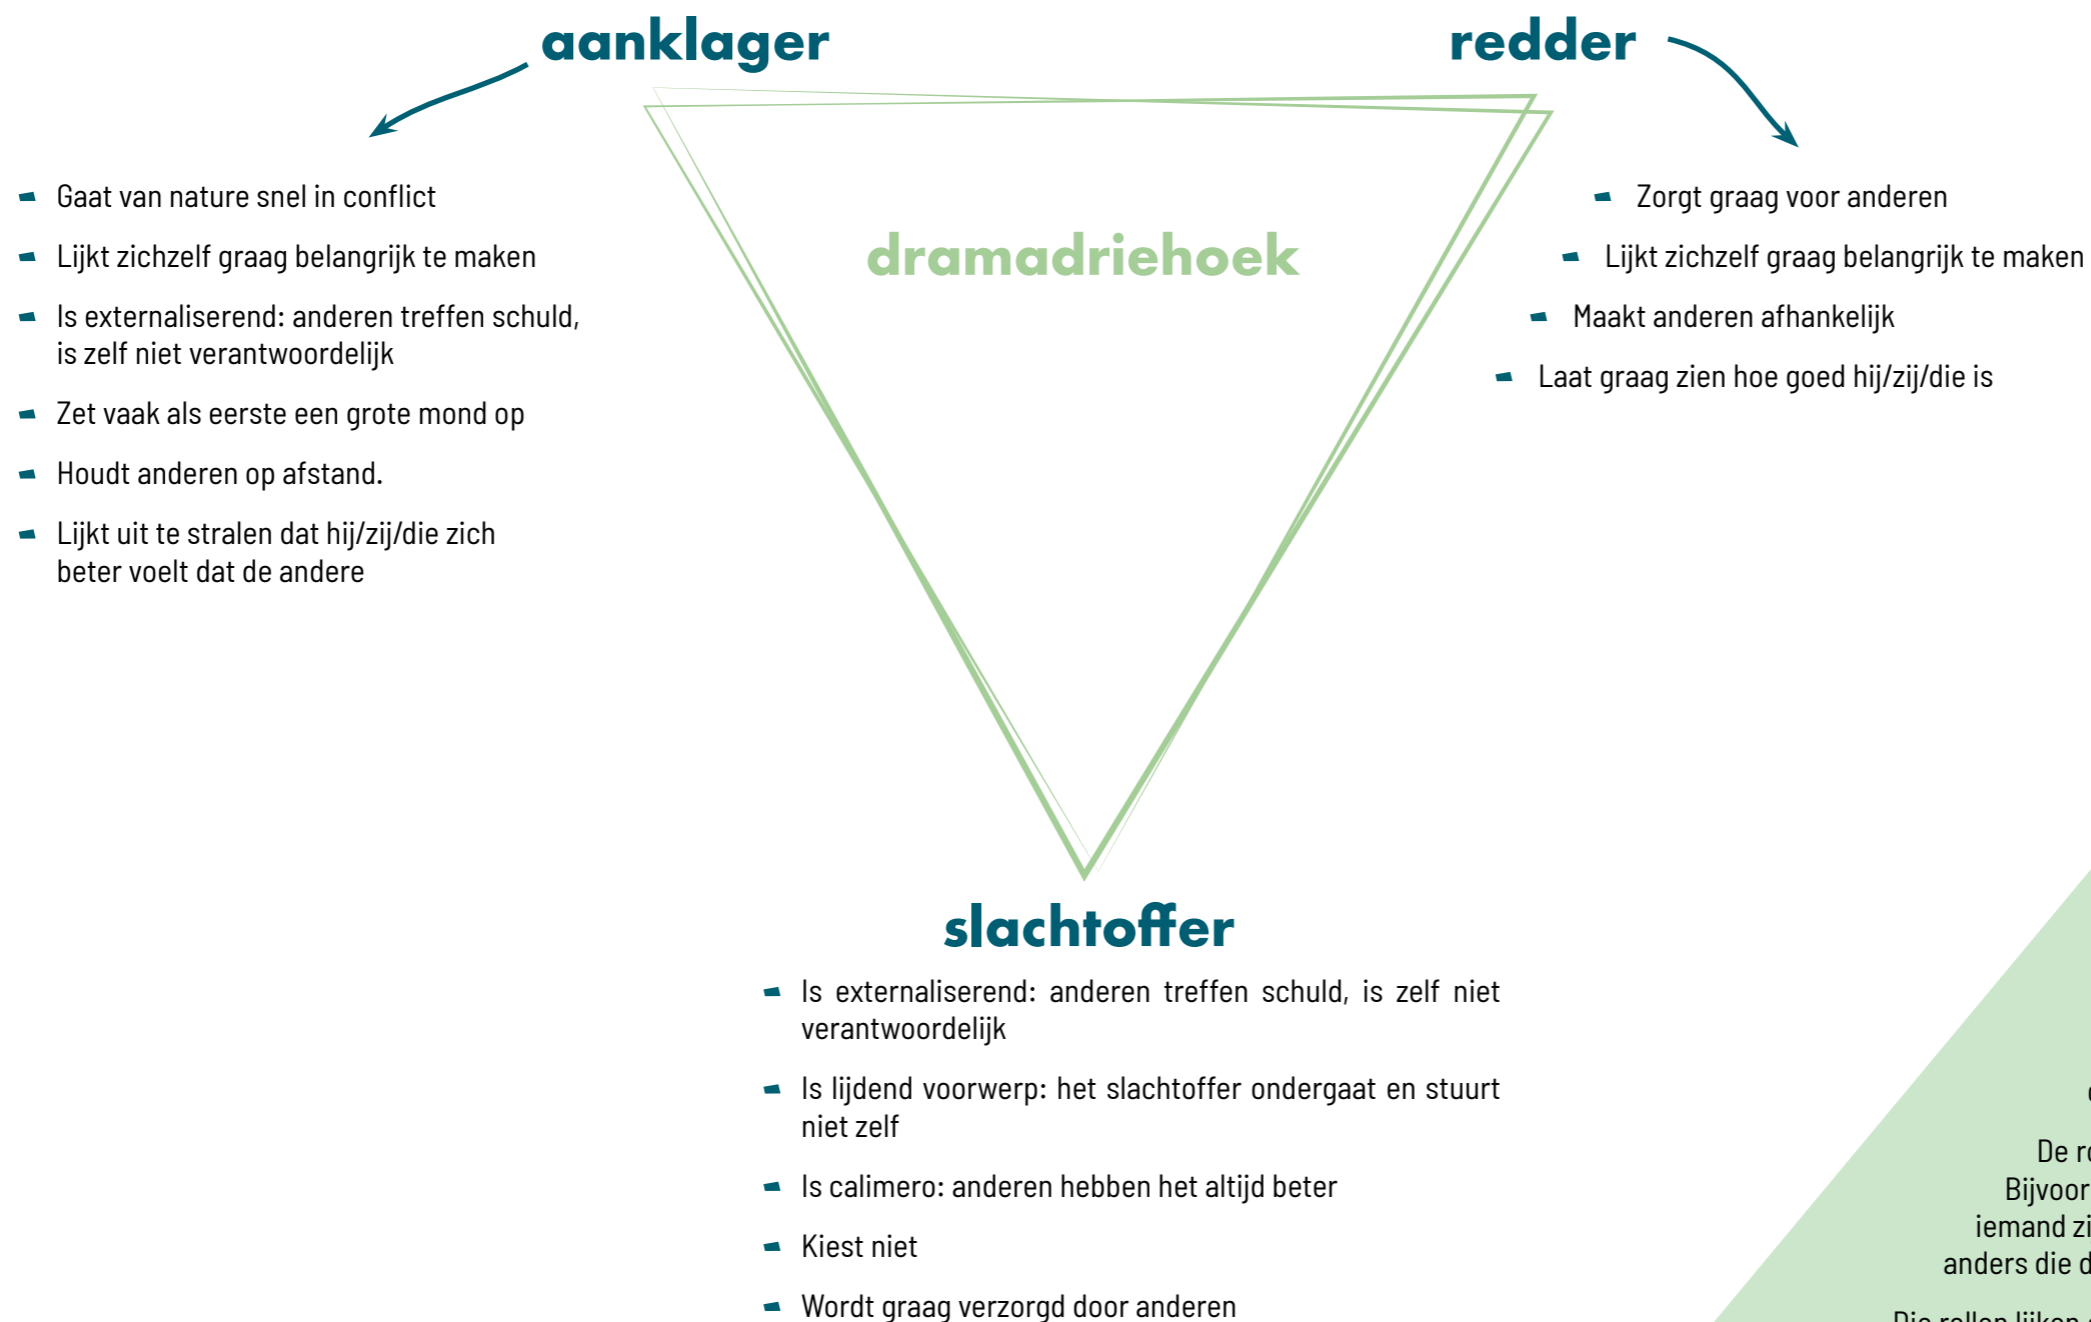 aanklager
redder
- Gaat van nature snel in conflict
- Lijkt zichzelf graag belangrijk te maken
- Is externaliserend: anderen treffen schuld,
is zelf niet verantwoordelijk
- Zet vaak als eerste een grote mond op
- Houdt anderen op afstand.
- Lijkt uit te stralen dat hij/zij/die zich
beter voelt dat de andere
dramadriehoek
- Zorgt graag voor anderen
- Lijkt zichzelf graag belangrijk te maken
- Maakt anderen afhankelijk
- Laat graag zien hoe goed hij/zij/die is
slachtoffer
- Is externaliserend: anderen treffen schuld, is zelf niet
verantwoordelijk
- Is lijdend voorwerp: het slachtoffer ondergaat en stuurt
niet zelf
- Is calimero: anderen hebben het altijd beter
- Kiest niet
- Wordt graag verzorgd door anderen
De
iemand
anders die
Die rollen lijken